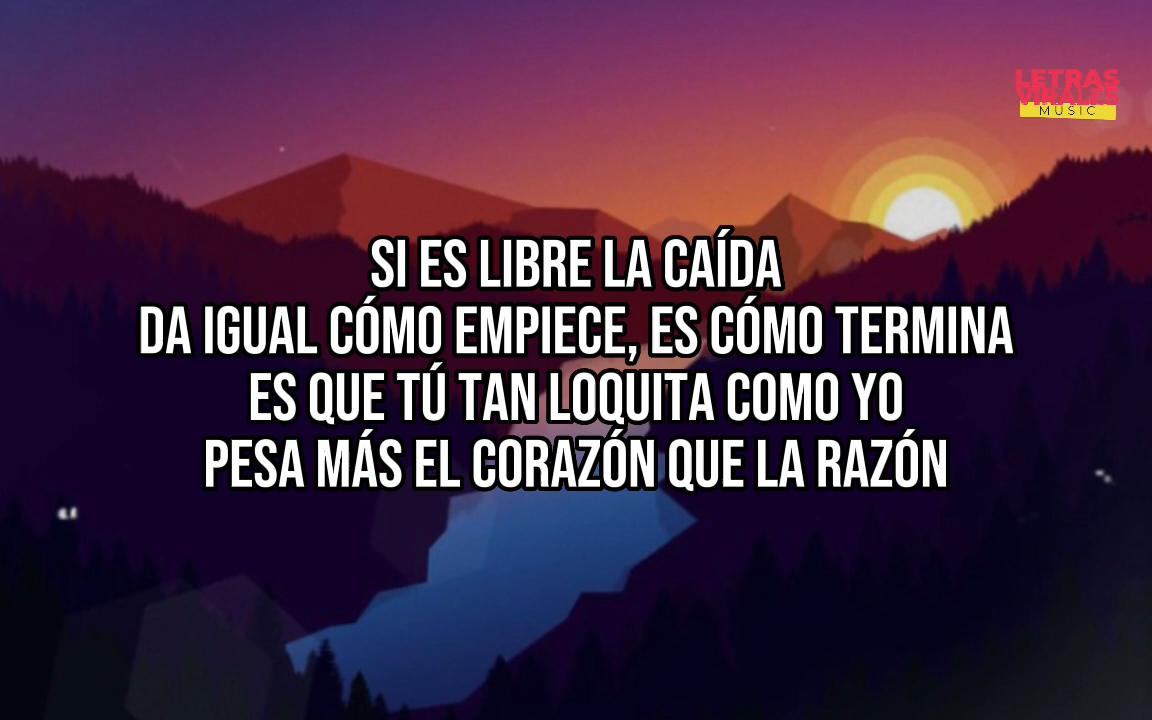 LETRAS
VIRALES
MUSIC
SI ES LIBRE LA CAÍDA
DA IGUAL CÓMO EMPIECE, ES CÓMO TERMINA
ES QUE TÚ TAN LOQUITA COMO YO
PESA MÁS EL CORAZÓN QUE LA RAZÓN